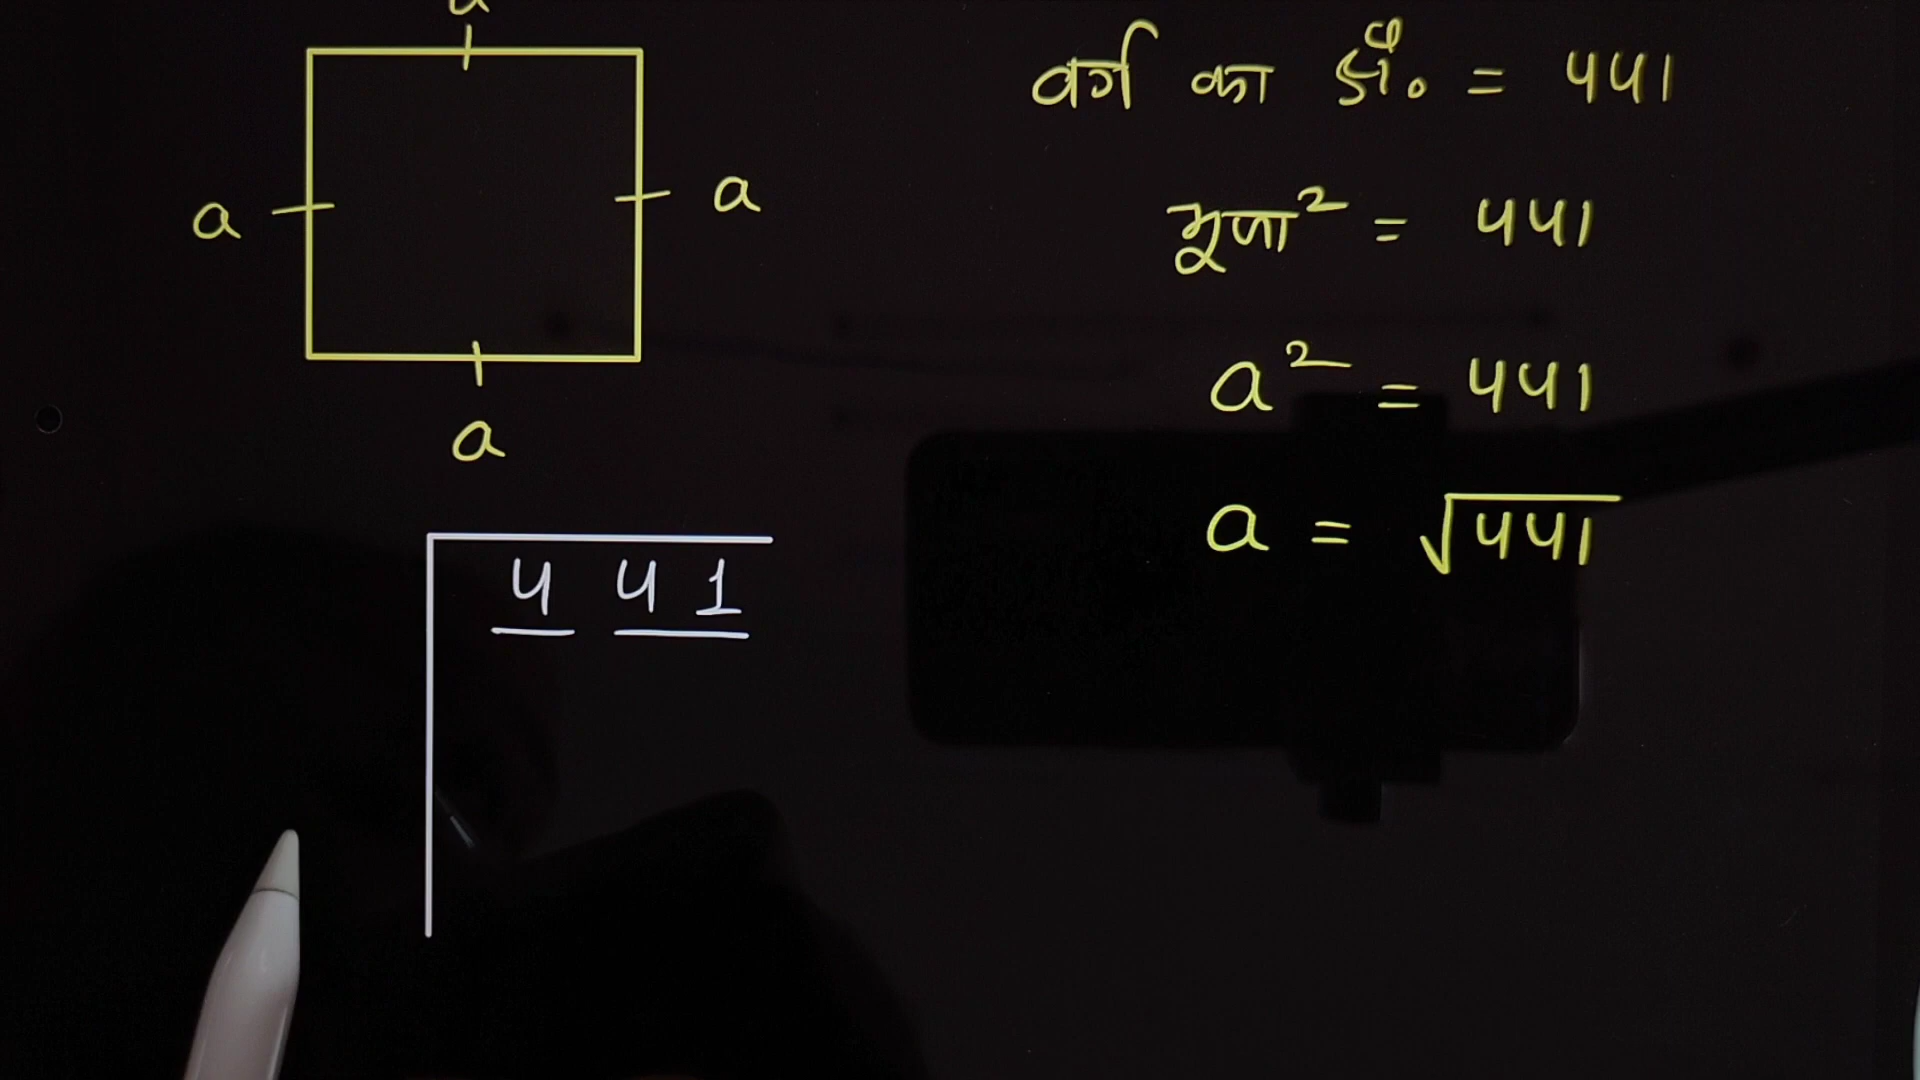 a
वर्ग का क्षे० = 441
a
a
भूजा² = 441
a
a² = 441
a = √441
4 4 1